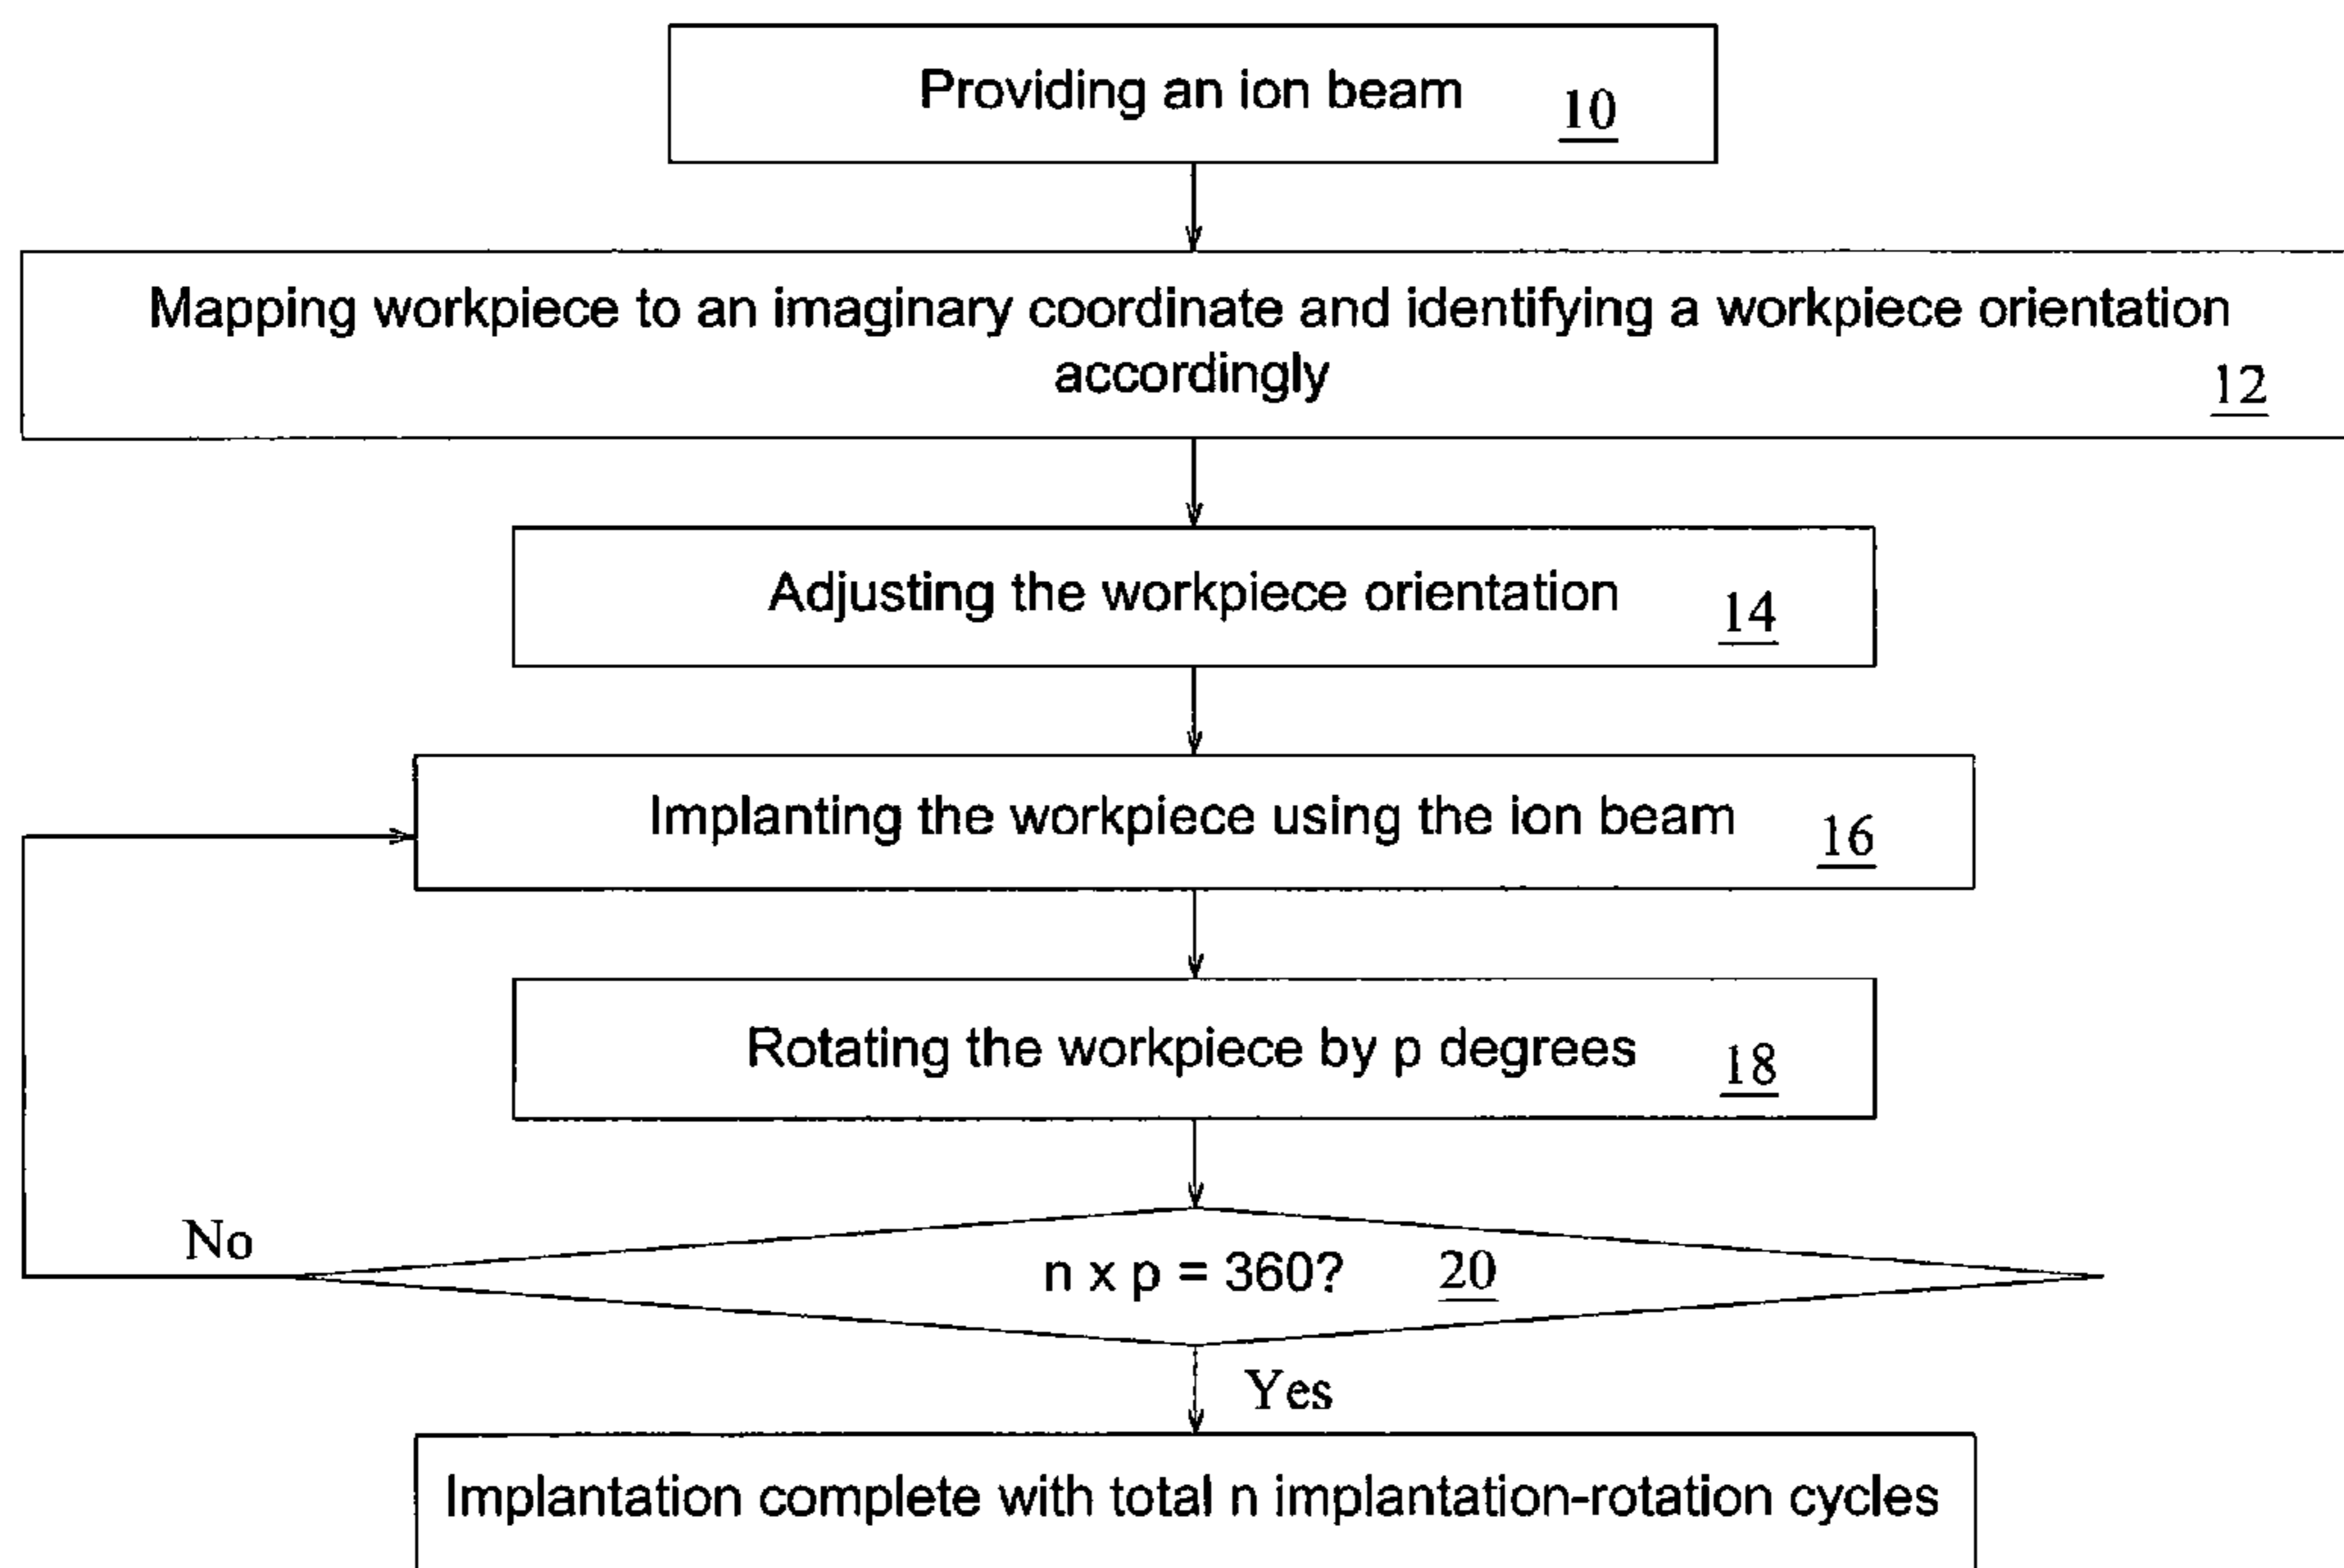 Providing an ion beam 10
Mapping workpiece to an imaginary coordinate and identifying a workpiece orientation
accordingly 12
Adjusting the workpiece orientation 14
Implanting the workpiece using the ion beam 16
Rotating the workpiece by p degrees 18
No
n x p = 360? 20
Yes
Implantation complete with total n implantation-rotation cycles